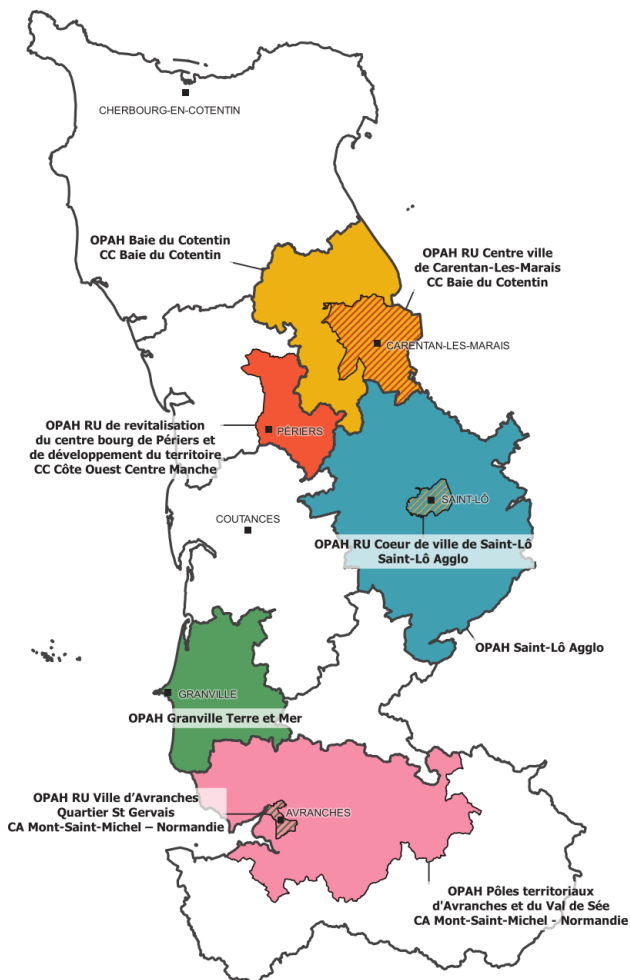 CHERBOURG-EN-COTENTIN
OPAH Baie du Cotentin
CC Baie du Cotentin
OPAH RU Centre ville
de Carentan-Les-Marais
CC Baie du Cotentin
CARENTAN-LES-MARAIS
OPAH RU de revitalisation
du centre bourg de Périers et
de développement du territoire
CC Côte Ouest Centre Manche
PÉRIERS
SAINT-LÔ
COUTANCES
OPAH RU Coeur de ville de Saint-Lô
Saint-Lô Agglo
OPAH Saint-Lô Agglo
GRANVILLE
OPAH Granville Terre et Mer
OPAH RU Ville d'Avranches
Quartier St Gervais
CA Mont-Saint-Michel – Normandie
AVRANCHES
OPAH Pôles territoriaux
d'Avranches et du Val de Sée
CA Mont-Saint-Michel - Normandie